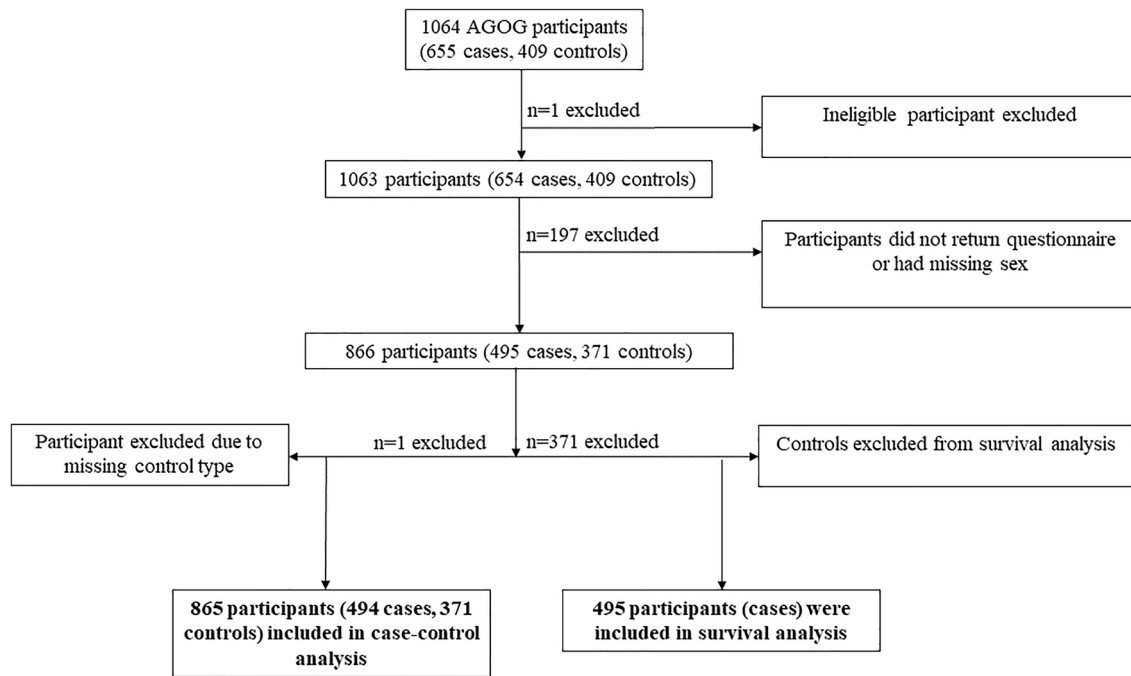 1064 AGOG participants
(655 cases, 409 controls)
n=1 excluded
Ineligible participant excluded
1063 participants (654 cases, 409 controls)
n=197 excluded
Participants did not return questionnaire
or had missing sex
866 participants (495 cases, 371 controls)
Participant excluded due to
missing control type
n=1 excluded
n=371 excluded
Controls excluded from survival analysis
865 participants (494 cases, 371
controls) included in case-control
analysis
495 participants (cases) were
included in survival analysis